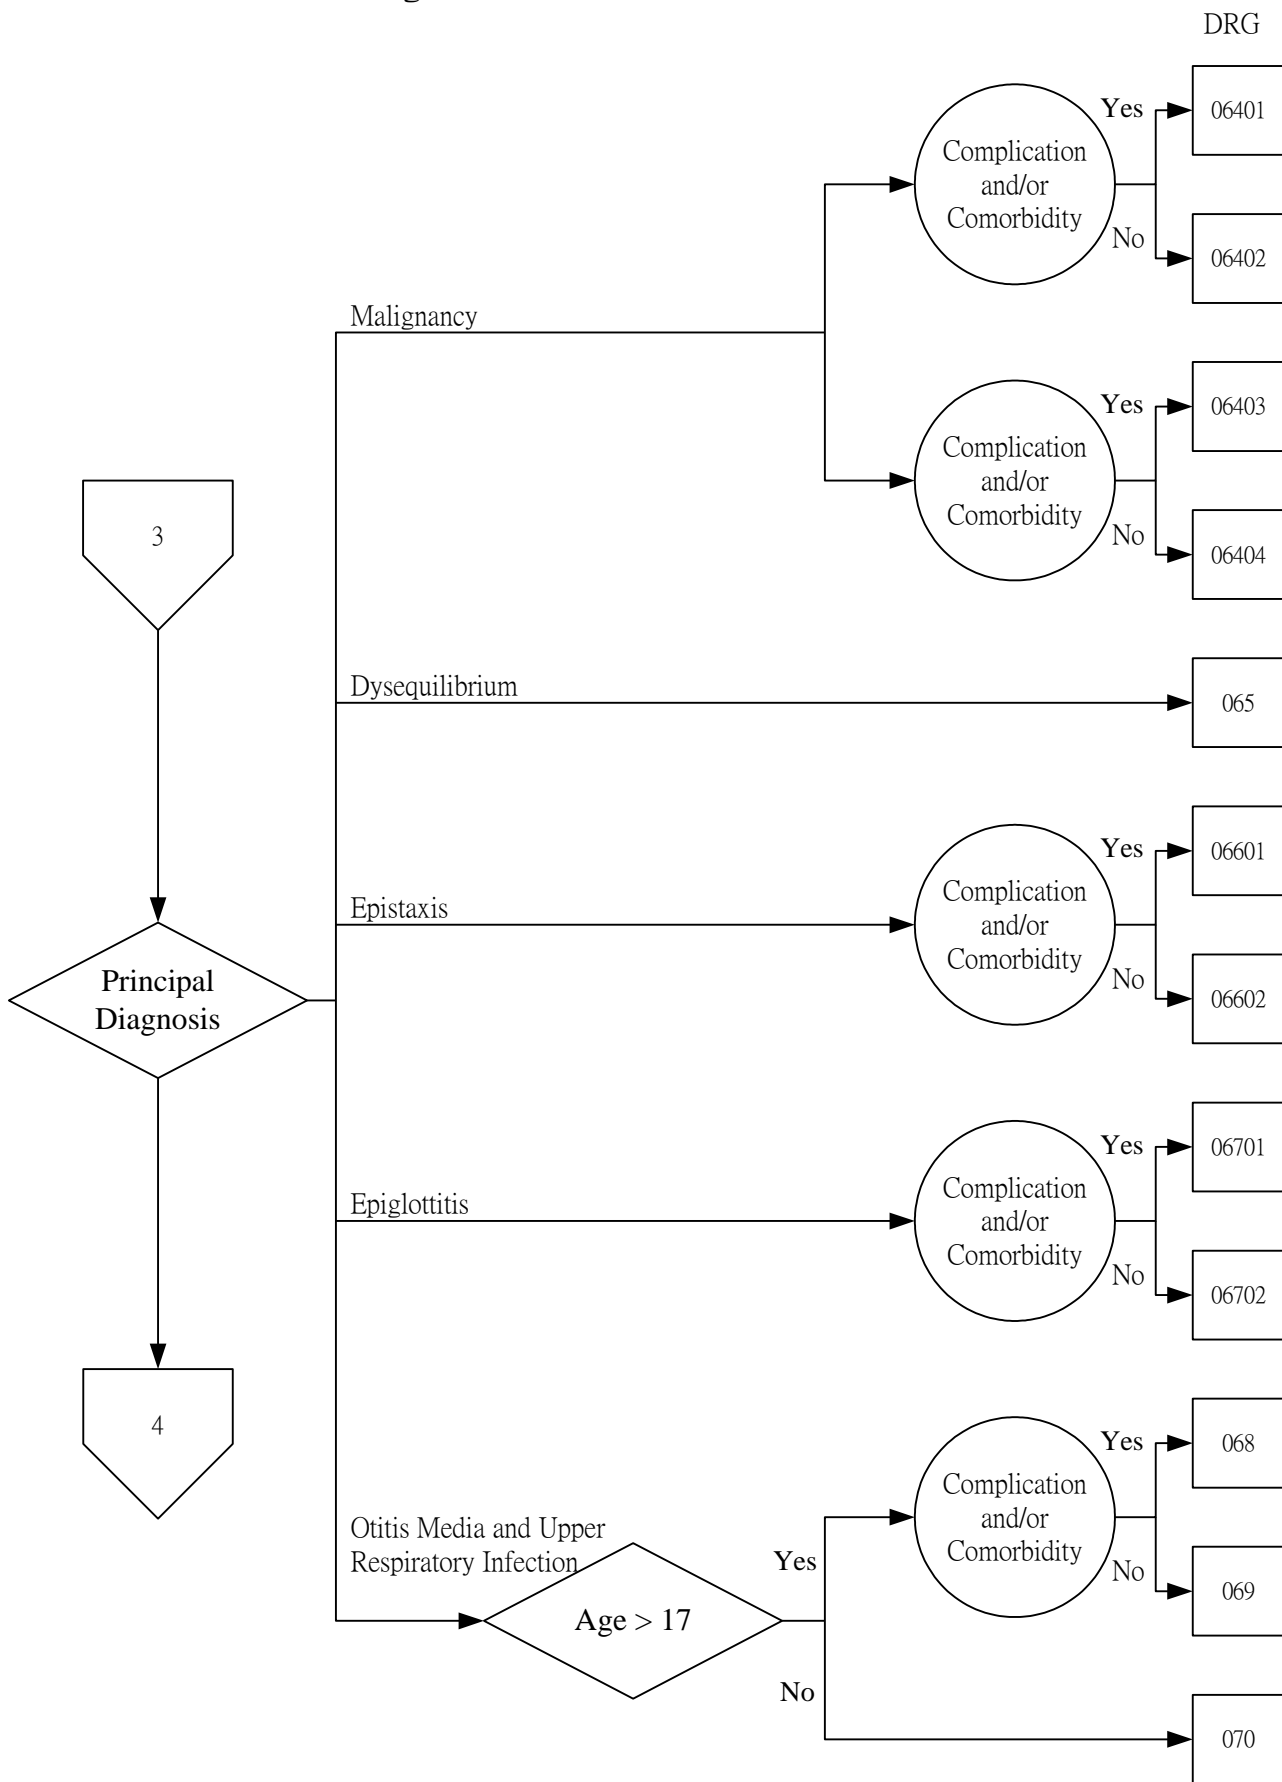 DRG
Yes
06401
Complication
and/or
Comorbidity
No
06402
Malignancy
Yes
06403
Complication
and/or
Comorbidity
No
06404
3
Dysequilibrium
065
Yes
06601
Complication
and/or
Comorbidity
Epistaxis
No
06602
Principal
Diagnosis
Yes
06701
Complication
and/or
Comorbidity
Epiglottitis
No
06702
4
Yes
068
Complication
and/or
Comorbidity
No
069
Otitis Media and Upper
Respiratory Infection
Yes
Age > 17
No
070